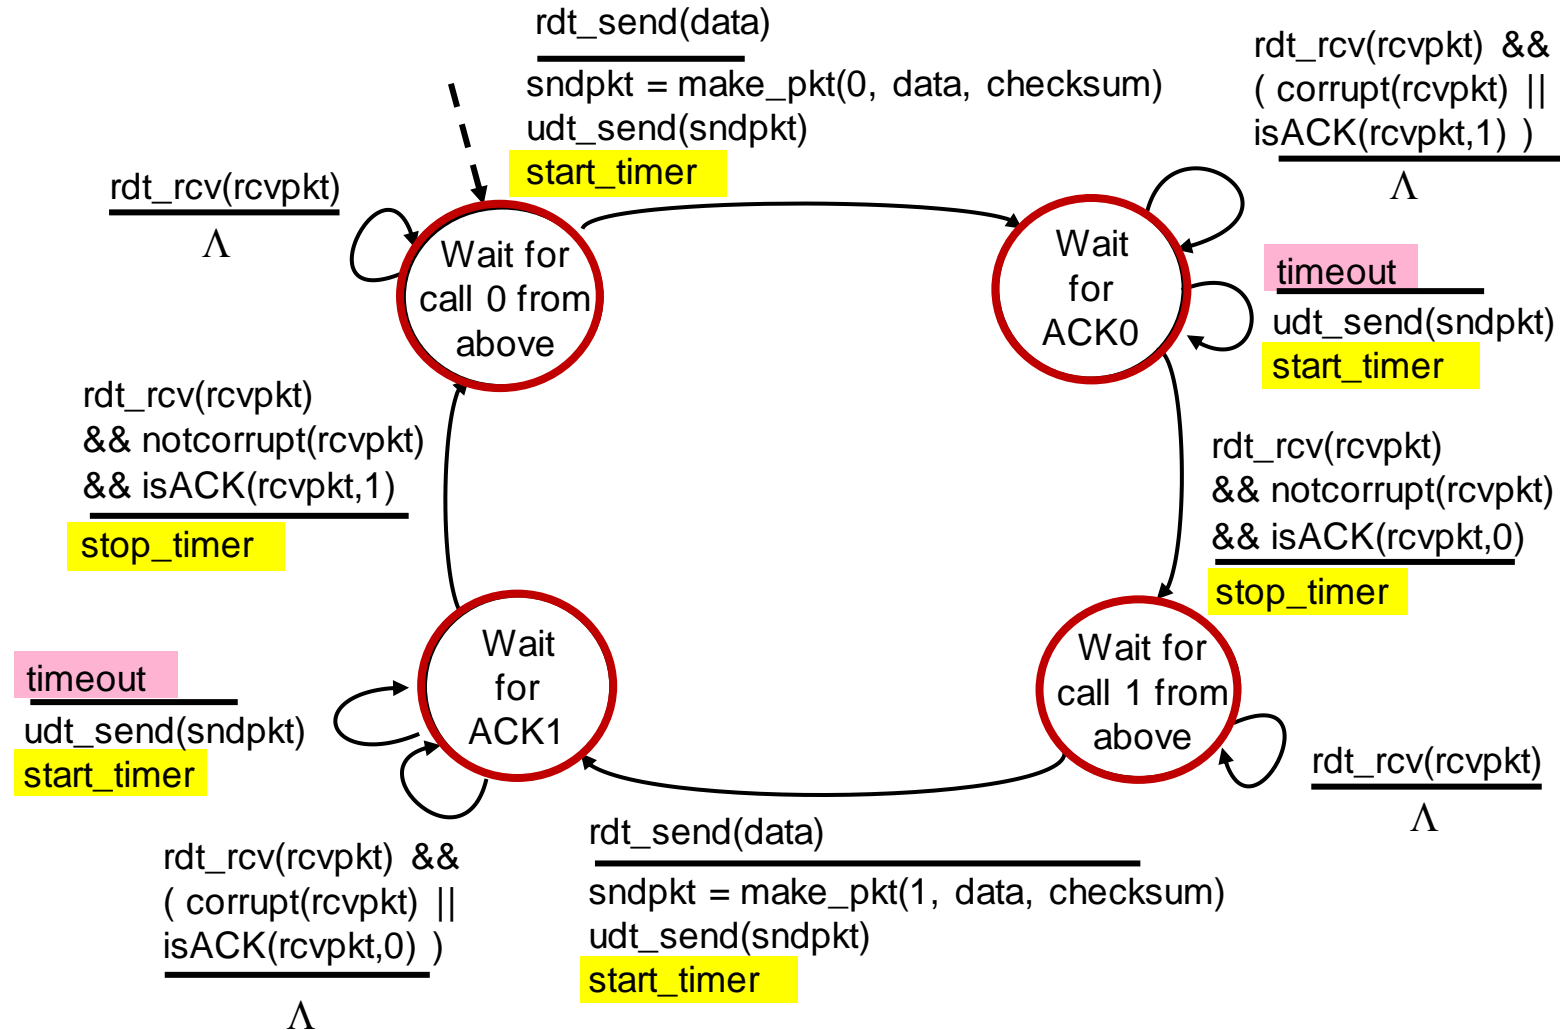 rdt_send(data)
sndpkt = make_pkt(0, data, checksum)
udt_send(sndpkt)
start_timer
rdt_rcv(rcvpkt) &&
( corrupt(rcvpkt) ||
isACK(rcvpkt,1) )
Λ
rdt_rcv(rcvpkt)
Λ
Wait for
call 0 from
above
Wait
for
ACK0
timeout
udt_send(sndpkt)
start_timer
rdt_rcv(rcvpkt)
&& notcorrupt(rcvpkt)
&& isACK(rcvpkt,1)
stop_timer
rdt_rcv(rcvpkt)
&& notcorrupt(rcvpkt)
&& isACK(rcvpkt,0)
stop_timer
Wait
for
ACK1
Wait for
call 1 from
above
timeout
udt_send(sndpkt)
start_timer
rdt_rcv(rcvpkt)
Λ
rdt_rcv(rcvpkt) &&
( corrupt(rcvpkt) ||
isACK(rcvpkt,0) )
Λ
rdt_send(data)
sndpkt = make_pkt(1, data, checksum)
udt_send(sndpkt)
start_timer